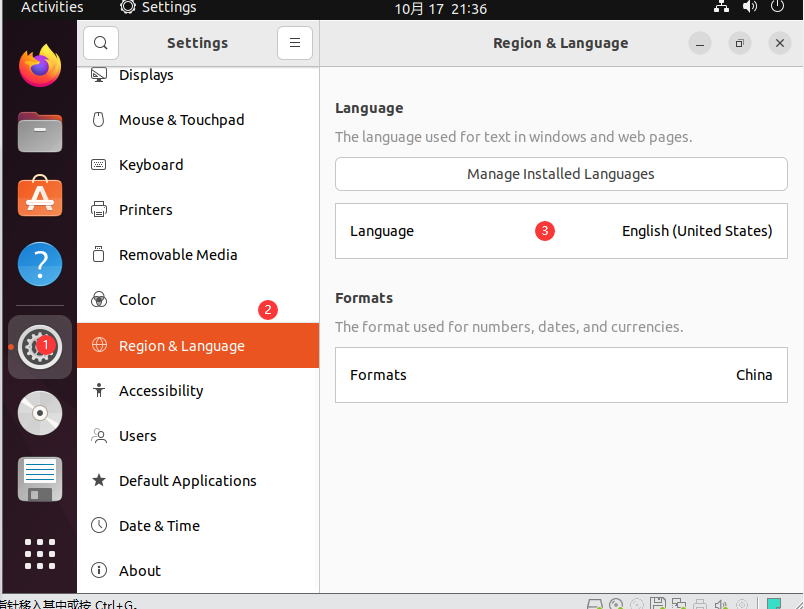 Activities Settings 10月 17 21:36
Settings Region & Language
Displays
Mouse & Touchpad
Keyboard
Printers
Removable Media
Color
2
1
Region & Language
Accessibility
Users
Default Applications
Date & Time
About
Language
The language used for text in windows and web pages.
Manage Installed Languages
Language 3 English (United States)
Formats
The format used for numbers, dates, and currencies.
Formats China
指针移入其中或按 Ctrl+G。